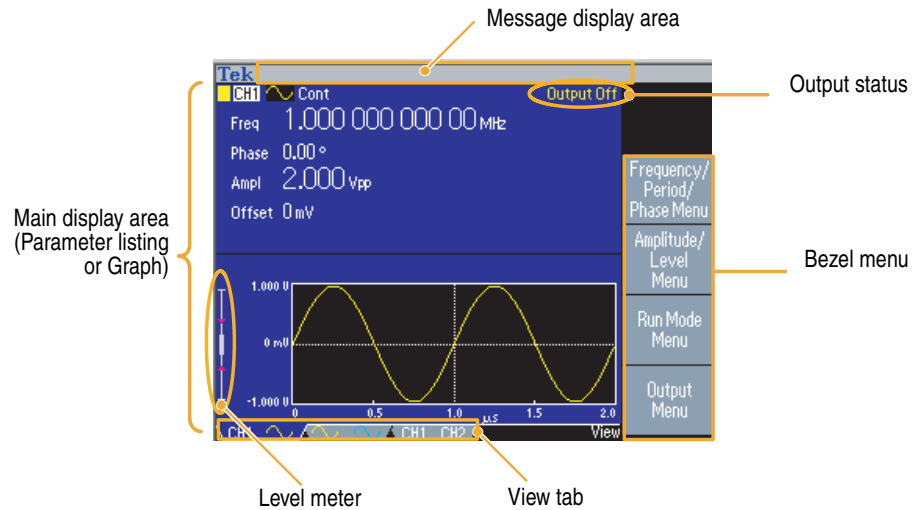 Message display area
Tek
CH1 Cont Output Off
Output status
Freq 1.000 000 000 00 MHz
Phase 0.00 °
Ampl 2.000 Vpp
Offset 0 mV
Frequency/
Period/
Phase Menu
Amplitude/
Level
Menu
Run Mode
Menu
Output
Menu
Main display area
(Parameter listing
or Graph)
Bezel menu
1.000 V
0 mV
-1.000 V
0 0.5 1.0 µs 1.5 2.0
CH1 CH1 CH2 View
Level meter
View tab